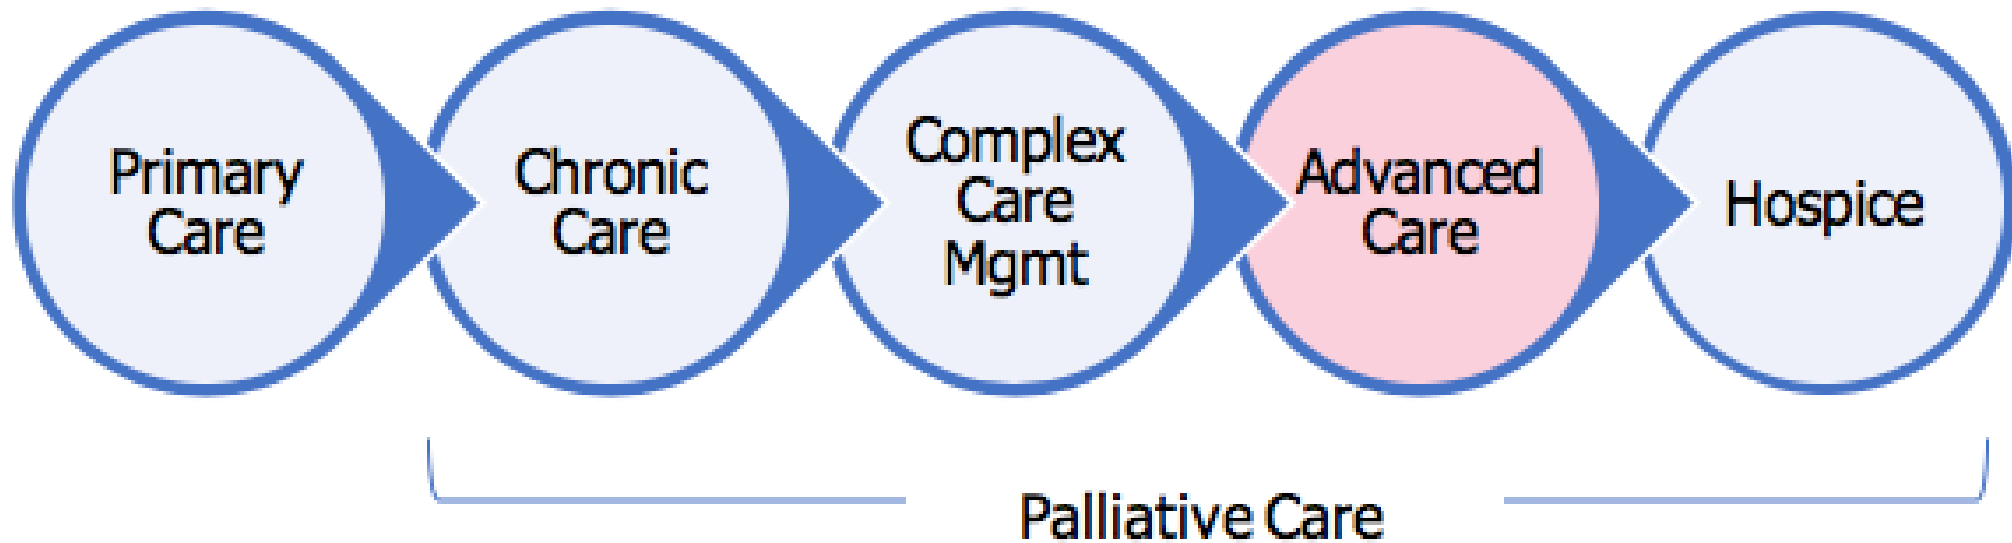 Primary
Care
Chronic
Care
Complex
Care
Mgmt
Advanced
Care
Hospice
Palliative Care